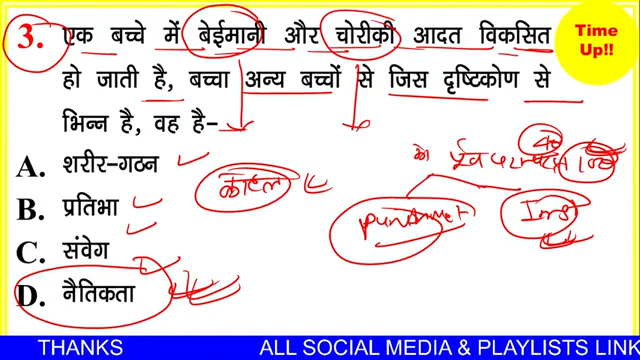 3. एक बच्चे में बेईमानी और चोरीकी आदत विकसित
हो जाती है, बच्चा अन्य बच्चों से जिस दृष्टिकोण से
भिन्न है, वह है-
A. शरीर-गठन
B. प्रतिभा
C. संवेग
D. नैतिकता
Time
Up!!
THANKS
ALL SOCIAL MEDIA & PLAYLISTS LINK